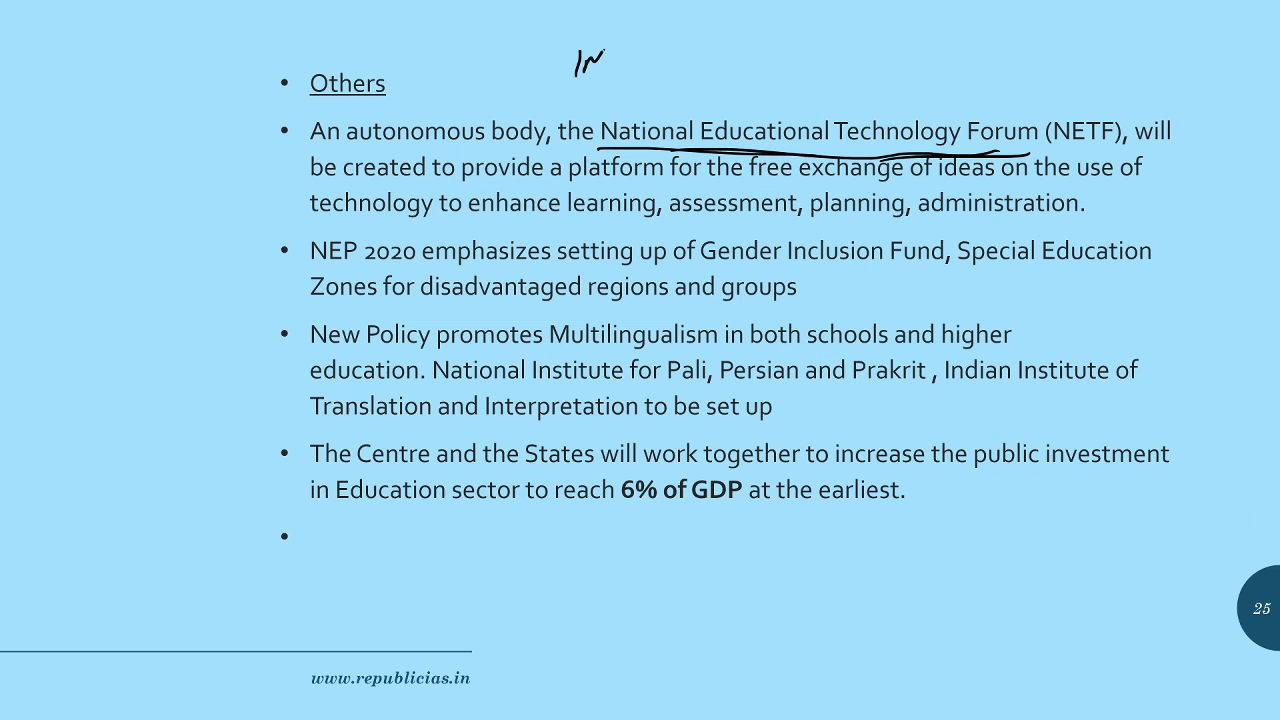 • Others
• An autonomous body, the National Educational Technology Forum (NETF), will
be created to provide a platform for the free exchange of ideas on the use of
technology to enhance learning, assessment, planning, administration.
• NEP 2020 emphasizes setting up of Gender Inclusion Fund, Special Education
Zones for disadvantaged regions and groups
• New Policy promotes Multilingualism in both schools and higher
education. National Institute for Pali, Persian and Prakrit , Indian Institute of
Translation and Interpretation to be set up
• The Centre and the States will work together to increase the public investment
in Education sector to reach 6% of GDP at the earliest.
•
25
www.republicias.in